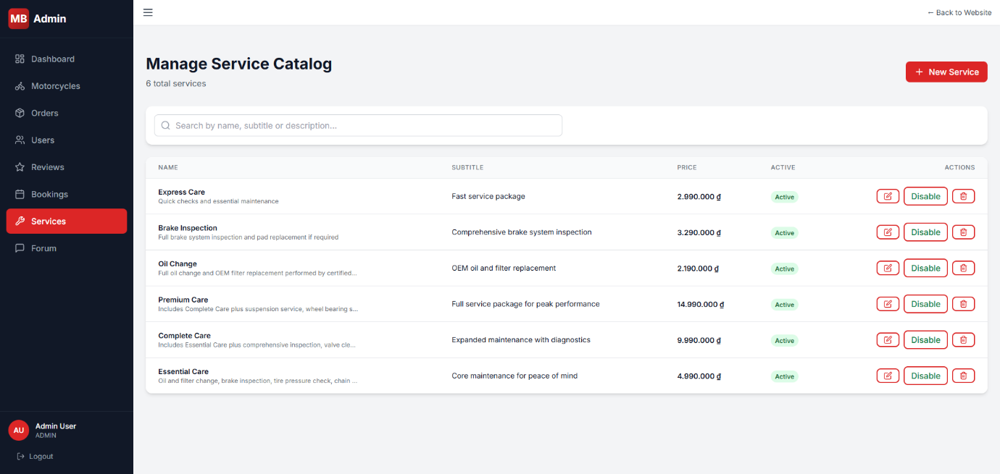 MB Admin
← Back to Website
Dashboard
Motorcycles
Orders
Users
Reviews
Bookings
Services
Forum
AU
Admin User
ADMIN
Logout
Manage Service Catalog
6 total services
+ New Service
Search by name, subtitle or description...
NAME SUBTITLE PRICE ACTIVE ACTIONS
Express Care
Quick checks and essential maintenance
Fast service package
2.990.000 ₫
Active
Disable
Brake Inspection
Full brake system inspection and pad replacement if required
Comprehensive brake system inspection
3.290.000 ₫
Active
Disable
Oil Change
Full oil change and OEM filter replacement performed by certified...
OEM oil and filter replacement
2.190.000 ₫
Active
Disable
Premium Care
Includes Complete Care plus suspension service, wheel bearing s...
Full service package for peak performance
14.990.000 ₫
Active
Disable
Complete Care
Includes Essential Care plus comprehensive inspection, valve cle...
Expanded maintenance with diagnostics
9.990.000 ₫
Active
Disable
Essential Care
Oil and filter change, brake inspection, tire pressure check, chain ...
Core maintenance for peace of mind
4.990.000 ₫
Active
Disable